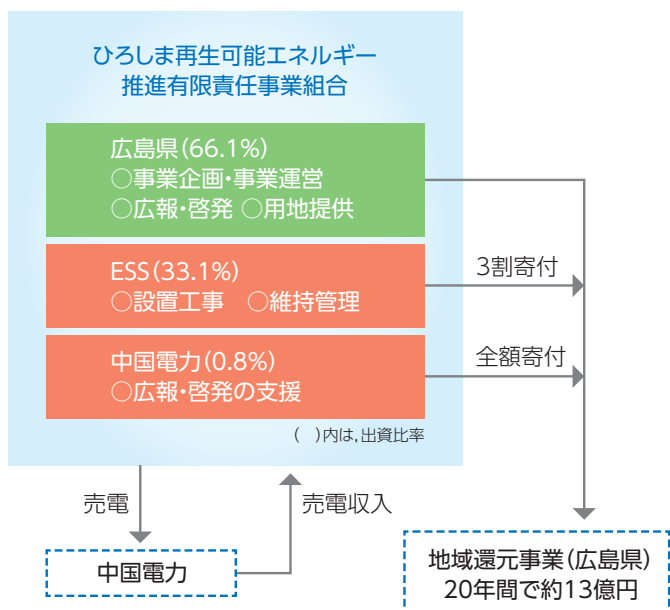 ひろしま再生可能エネルギー
推進有限責任事業組合
広島県(66.1%)
○事業企画・事業運営
○広報・啓発 ○用地提供
ESS(33.1%)
○設置工事　○維持管理
中国電力(0.8%)
○広報・啓発の支援
(　)内は,出資比率
3割寄付
全額寄付
売電
売電収入
中国電力
地域還元事業(広島県)
20年間で約13億円